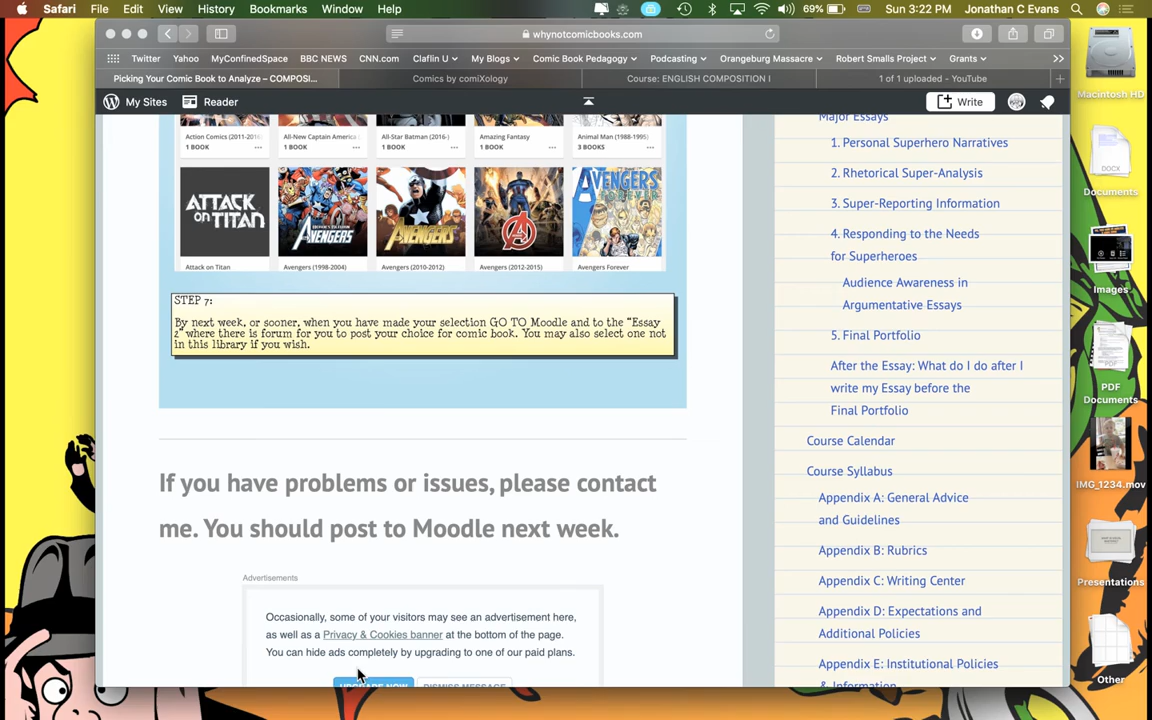 Safari File Edit View History Bookmarks Window Help 69% Sun 3:22 PM Jonathan C Evans
whynotcomicbooks.com
Twitter Yahoo MyConfinedSpace BBC NEWS CNN.com Claflin U My Blogs Comic Book Pedagogy Podcasting Orangeburg Massacre Robert Smalls Project Grants
Picking Your Comic Book to Analyze – COMPOSI... Comics by comiXology Course: ENGLISH COMPOSITION I 1 of 1 uploaded - YouTube
My Sites Reader Write
Action Comics (2011-2016 All-New Captain America All-Star Batman (2016-) Amazing Fantasy Animal Man (1988-1995)
1 BOOK 1 BOOK 1 BOOK 1 BOOK 3 BOOKS
ATTACK
ON TITAN
AVENGERS
AVENGERS
AVENGERS
FOREVER
Attack on Titan Avengers (1998-2004) Avengers (2010-2012) Avengers (2012-2015) Avengers Forever
STEP 7:
By next week, or sooner, when you have made your selection GO TO Moodle and to the "Essay
2" where there is forum for you to post your choice for comic book. You may also select one not
in this library if you wish.
If you have problems or issues, please contact
me. You should post to Moodle next week.
Advertisements
Occasionally, some of your visitors may see an advertisement here,
as well as a Privacy & Cookies banner at the bottom of the page.
You can hide ads completely by upgrading to one of our paid plans.
UPGRADE NOW DISMISS MESSAGE
Major Essays
1. Personal Superhero Narratives
2. Rhetorical Super-Analysis
3. Super-Reporting Information
4. Responding to the Needs
for Superheroes
Audience Awareness in
Argumentative Essays
5. Final Portfolio
After the Essay: What do I do after I
write my Essay before the
Final Portfolio
Course Calendar
Course Syllabus
Appendix A: General Advice
and Guidelines
Appendix B: Rubrics
Appendix C: Writing Center
Appendix D: Expectations and
Additional Policies
Appendix E: Institutional Policies
& Information
Macintosh HD
DOCX
Documents
Images
PDF
Documents
IMG_1234.mov
Presentations
Other